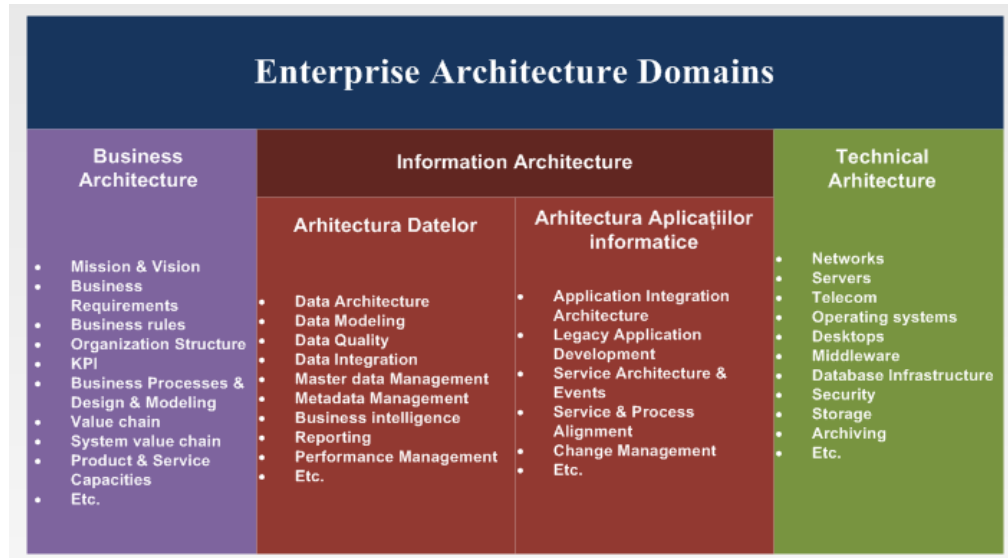 Enterprise Architecture Domains
Business
Architecture
• Mission & Vision
• Business
Requirements
• Business rules
• Organization Structure
• KPI
• Business Processes &
Design & Modeling
• Value chain
• System value chain
• Product & Service
Capacities
• Etc.
Information Architecture
Arhitectura Datelor
• Data Architecture
• Data Modeling
• Data Quality
• Data Integration
• Master data Management
• Metadata Management
• Business intelligence
• Reporting
• Performance Management
• Etc.
Arhitectura Aplicațiilor
informatice
• Application Integration
Architecture
• Legacy Application
Development
• Service Architecture &
Events
• Service & Process
Alignment
• Change Management
• Etc.
Technical
Arhitecture
• Networks
• Servers
• Telecom
• Operating systems
• Desktops
• Middleware
• Database Infrastructure
• Security
• Storage
• Archiving
• Etc.